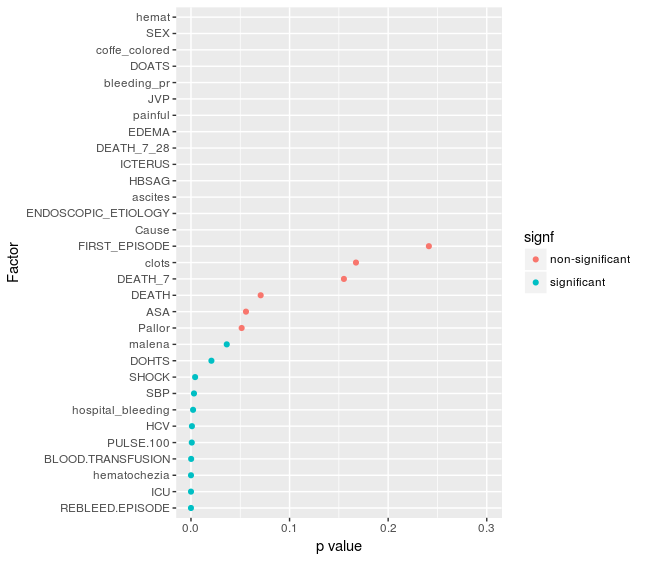 hemat
SEX
coffe_colored
DOATS
bleeding_pr
JVP
painful
EDEMA
DEATH_7_28
ICTERUS
HBSAG
ascites
ENDOSCOPIC_ETIOLOGY
Cause
FIRST_EPISODE
clots
DEATH_7
DEATH
ASA
Pallor
malena
DOHTS
SHOCK
SBP
hospital_bleeding
HCV
PULSE.100
BLOOD.TRANSFUSION
hematochezia
ICU
REBLEED.EPISODE
Factor
0.0 0.1 0.2 0.3
p value
signf
non-significant
significant